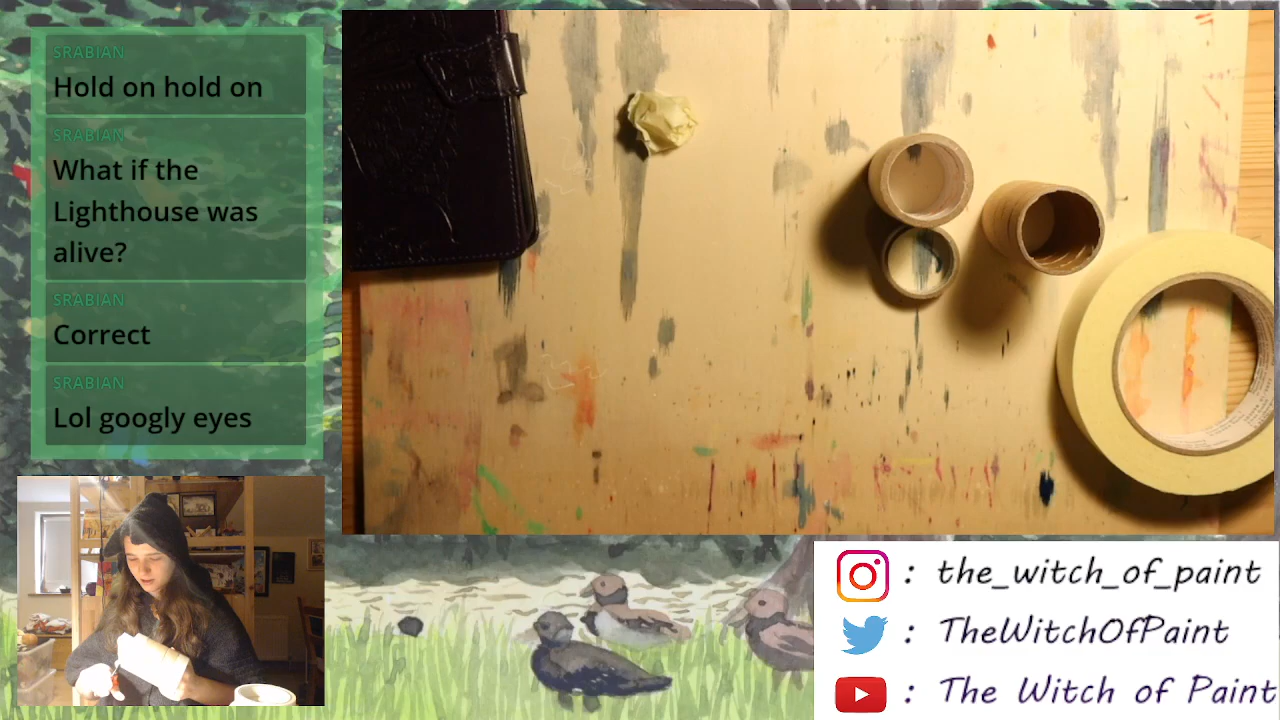 SRABIAN
Hold on hold on
SRABIAN
What if the
Lighthouse was
alive?
SRABIAN
Correct
SRABIAN
Lol googly eyes
: the_witch_of_paint
: TheWitchOfPaint
: The Witch of Paint